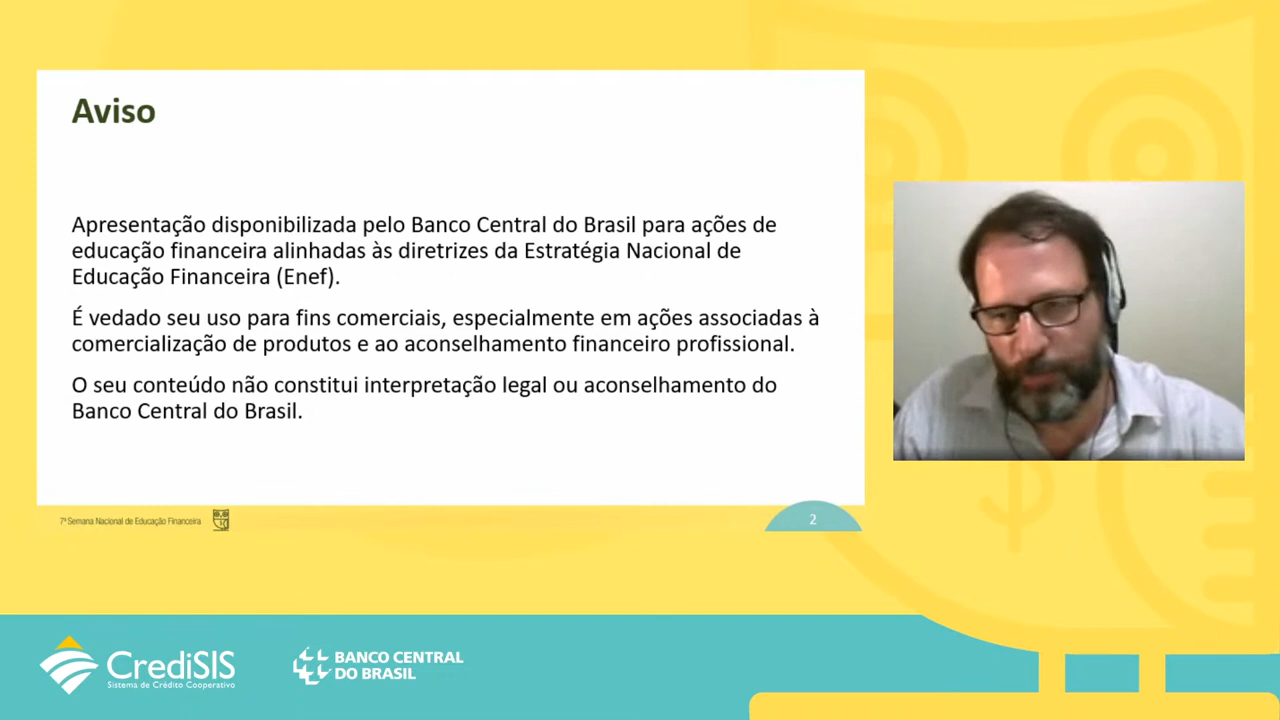 Aviso
Apresentação disponibilizada pelo Banco Central do Brasil para ações de
educação financeira alinhadas às diretrizes da Estratégia Nacional de
Educação Financeira (Enef).
É vedado seu uso para fins comerciais, especialmente em ações associadas à
comercialização de produtos e ao aconselhamento financeiro profissional.
O seu conteúdo não constitui interpretação legal ou aconselhamento do
Banco Central do Brasil.
7ª Semana Nacional de Educação Financeira
2
CrediSIS
Sistema de Crédito Cooperativo
BANCO CENTRAL
DO BRASIL